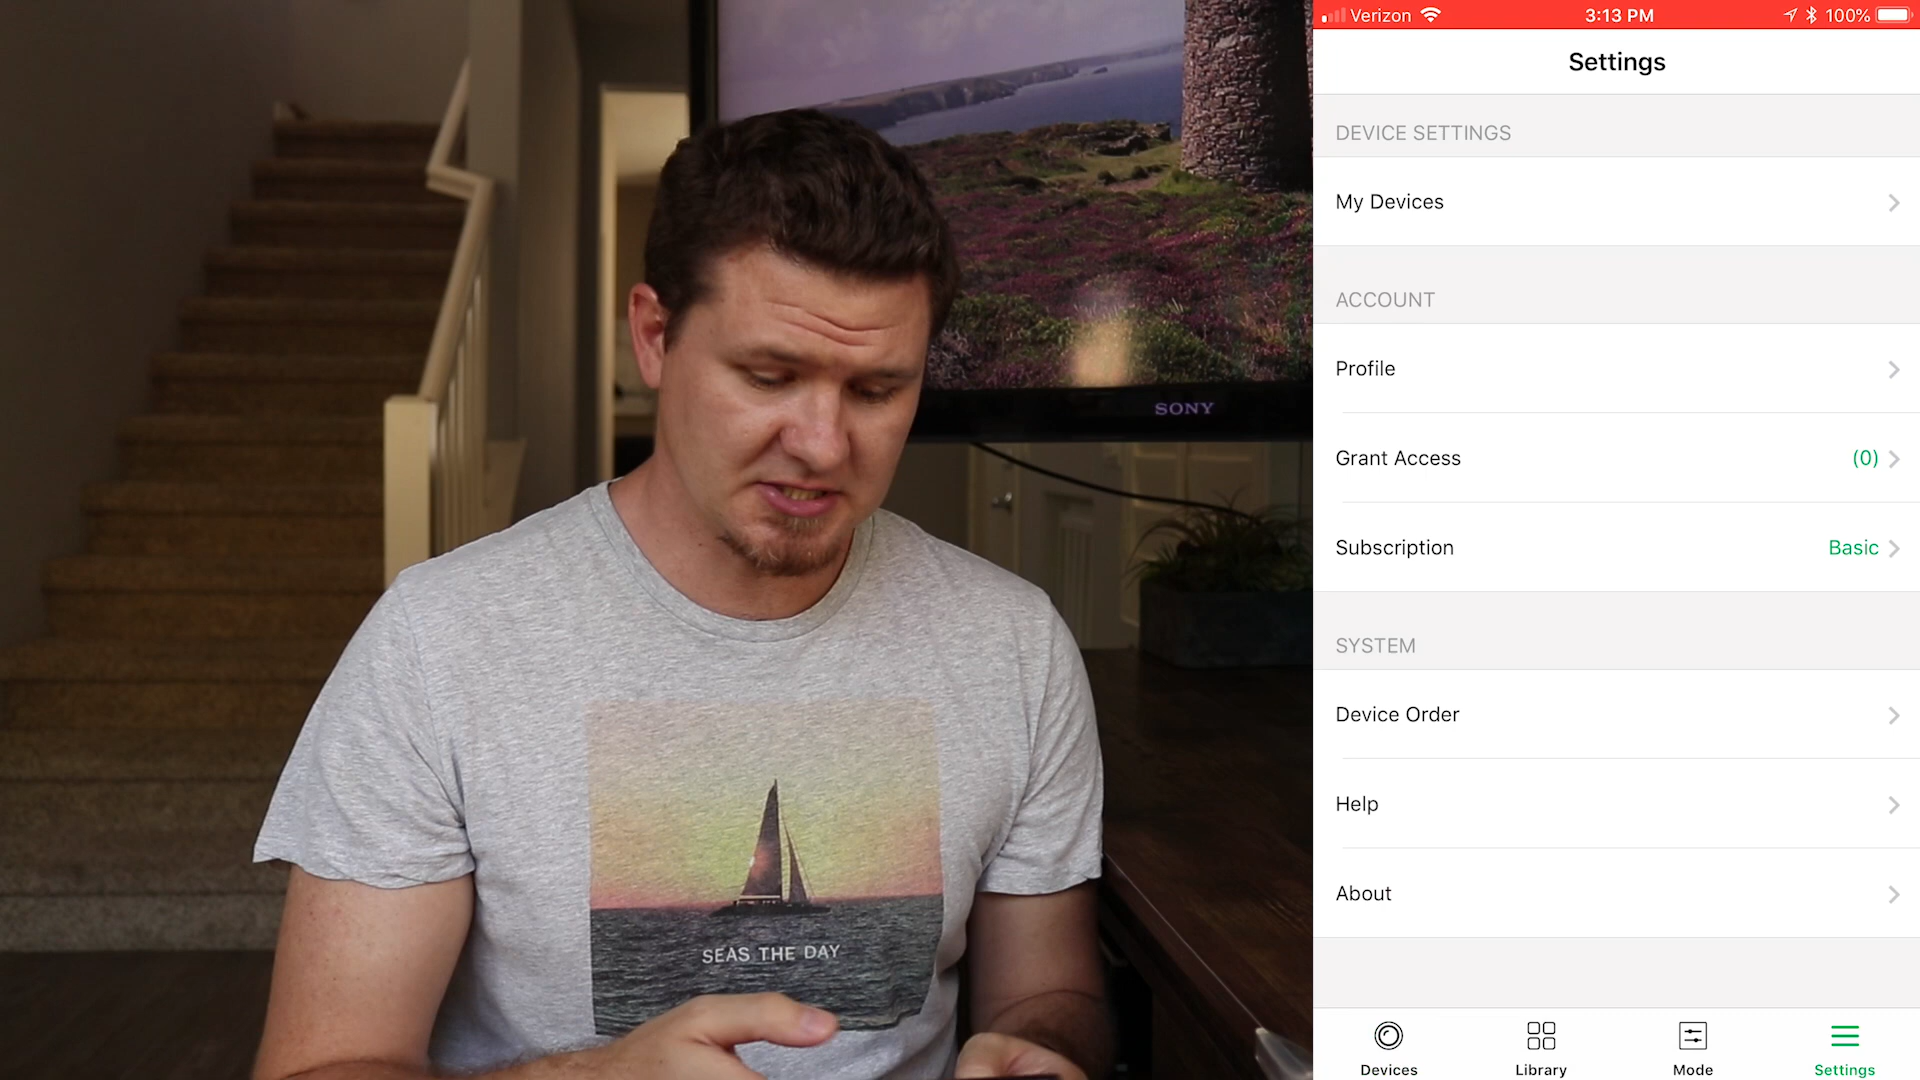 SONY
SEAS THE DAY
Verizon 3:13 PM 100%
Settings
DEVICE SETTINGS
My Devices
ACCOUNT
Profile
Grant Access (0)
Subscription Basic
SYSTEM
Device Order
Help
About
Devices Library Mode Settings